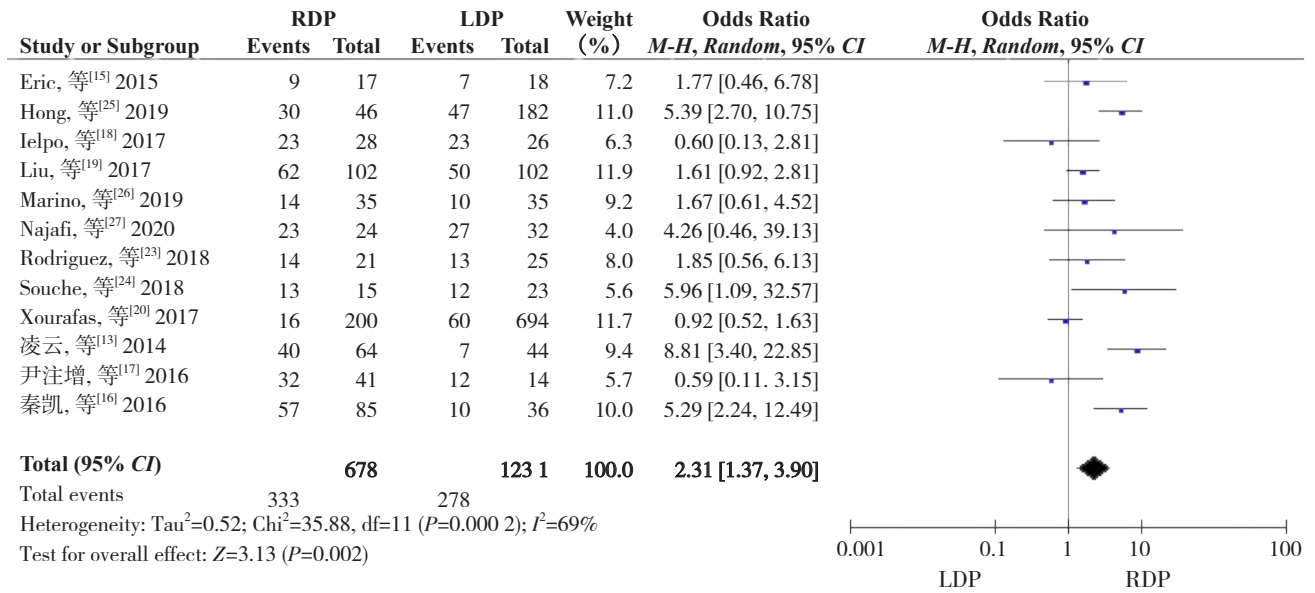 RDP LDP Weight Odds Ratio Odds Ratio
Study or Subgroup Events Total Events Total （%） M-H, Random, 95% CI M-H, Random, 95% CI
Eric, 等[15] 2015 9 17 7 18 7.2 1.77 [0.46, 6.78]
Hong, 等[25] 2019 30 46 47 182 11.0 5.39 [2.70, 10.75]
Ielpo, 等[18] 2017 23 28 23 26 6.3 0.60 [0.13, 2.81]
Liu, 等[19] 2017 62 102 50 102 11.9 1.61 [0.92, 2.81]
Marino, 等[26] 2019 14 35 10 35 9.2 1.67 [0.61, 4.52]
Najafi, 等[27] 2020 23 24 27 32 4.0 4.26 [0.46, 39.13]
Rodriguez, 等[23] 2018 14 21 13 25 8.0 1.85 [0.56, 6.13]
Souche, 等[24] 2018 13 15 12 23 5.6 5.96 [1.09, 32.57]
Xourafas, 等[20] 2017 16 200 60 694 11.7 0.92 [0.52, 1.63]
凌云, 等[13] 2014 40 64 7 44 9.4 8.81 [3.40, 22.85]
尹注增, 等[17] 2016 32 41 12 14 5.7 0.59 [0.11. 3.15]
秦凯, 等[16] 2016 57 85 10 36 10.0 5.29 [2.24, 12.49]
Total (95% CI) 678 123 1 100.0 2.31 [1.37, 3.90]
Total events 333 278
Heterogeneity: Tau²=0.52; Chi²=35.88, df=11 (P=0.000 2); I²=69%
Test for overall effect: Z=3.13 (P=0.002)
0.001 0.1 1 10 100
LDP RDP